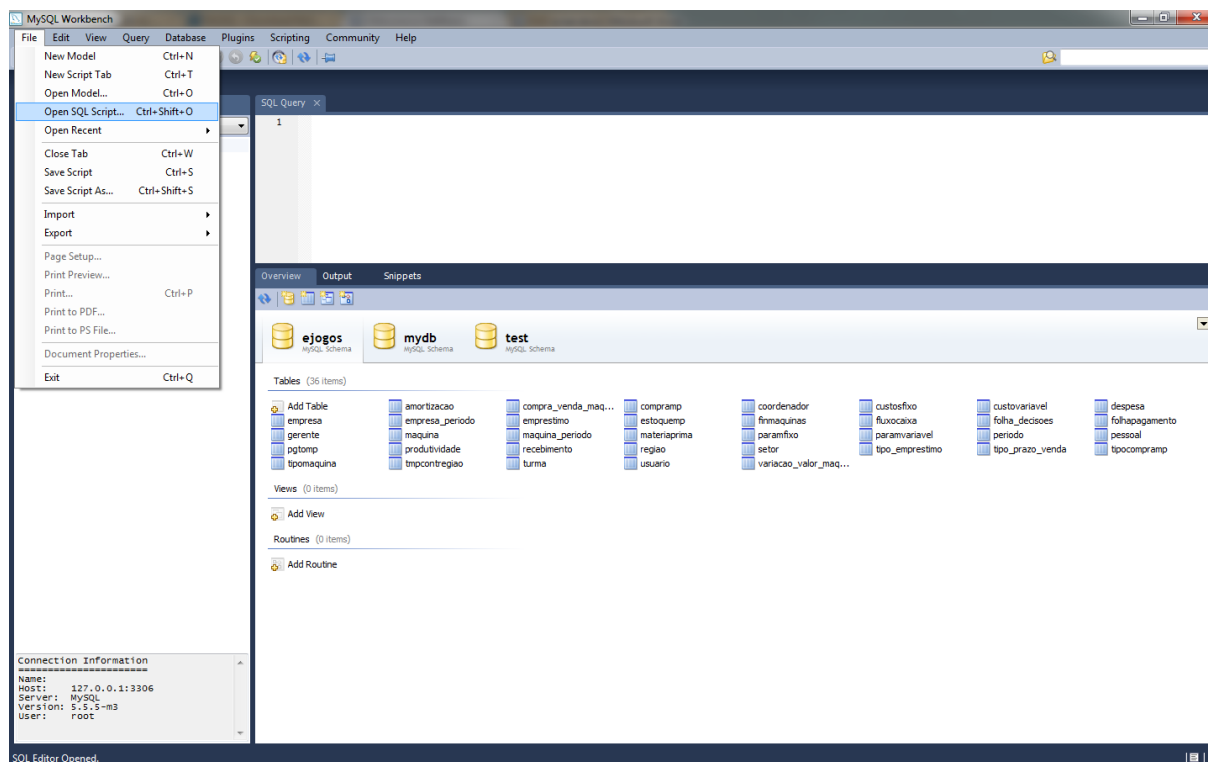 MySQL Workbench
File Edit View Query Database Plugins Scripting Community Help
New Model Ctrl+N
New Script Tab Ctrl+T
Open Model... Ctrl+O
Open SQL Script... Ctrl+Shift+O
Open Recent
Close Tab Ctrl+W
Save Script Ctrl+S
Save Script As... Ctrl+Shift+S
Import
Export
Page Setup...
Print Preview...
Print... Ctrl+P
Print to PDF...
Print to PS File...
Document Properties...
Exit Ctrl+Q
SQL Query
1
Overview Output Snippets
ejogos mydb test
MySQL Schema MySQL Schema MySQL Schema
Tables (36 items)
Add Table amortizacao compra_venda_maq... compramp coordenador custosfixo custovariavel despesa
empresa empresa_periodo emprestimo estoquemp finmaquinas fluxocaixa folha_decisoes folhapagamento
gerente maquina maquina_periodo materiaprima paramfixo paramvariavel periodo pessoal
pgtomp produtividade recebimento regiao setor tipo_emprestimo tipo_prazo_venda tipocompramp
tipomaquina tmpcontregiao turma usuario variacao_valor_maq...
Views (0 items)
Add View
Routines (0 items)
Add Routine
Connection Information
======================
Name:
Host: 127.0.0.1:3306
Server: MySQL
Version: 5.5.5-m3
User: root
SQL Editor Opened.